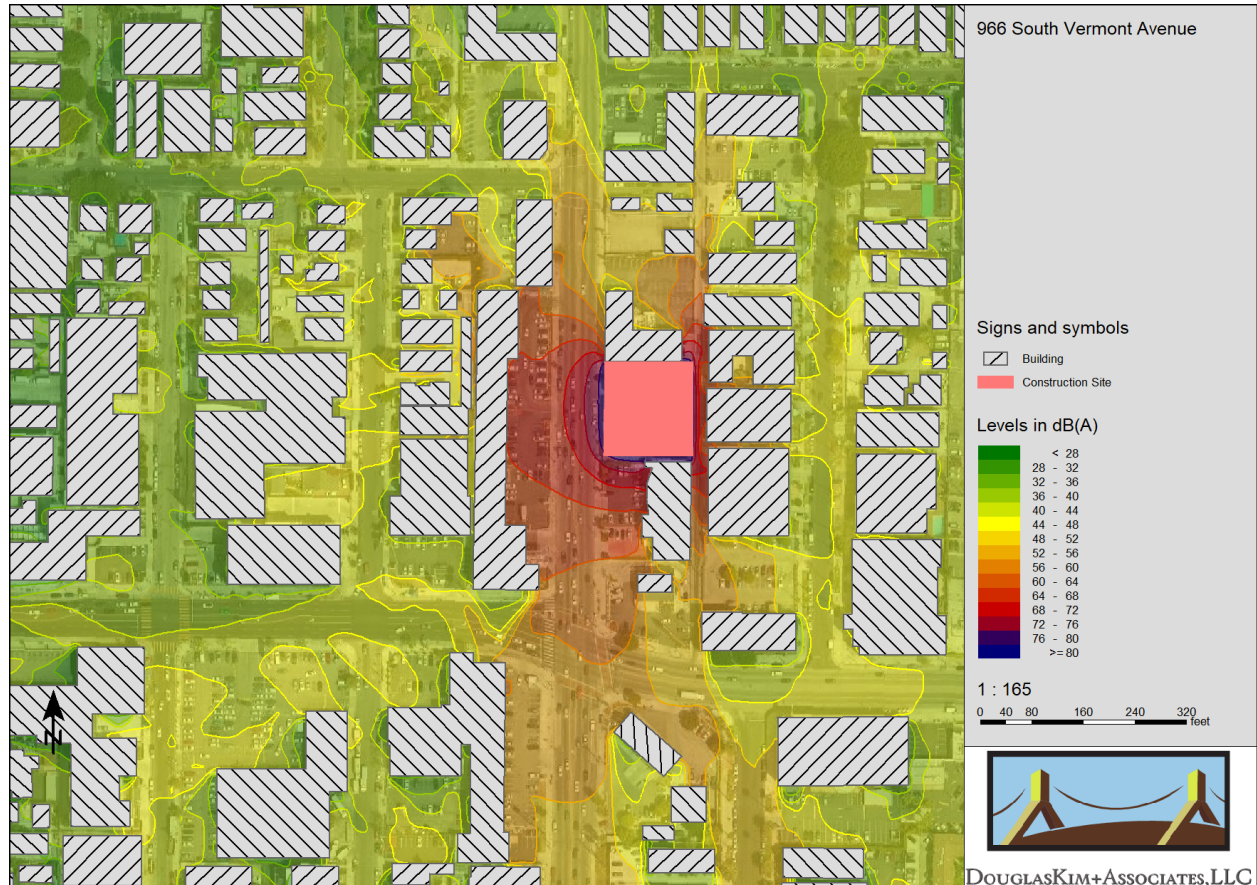 966 South Vermont Avenue
Signs and symbols
Building
Construction Site
Levels in dB(A)
< 28
28 - 32
32 - 36
36 - 40
40 - 44
44 - 48
48 - 52
52 - 56
56 - 60
60 - 64
64 - 68
68 - 72
72 - 76
76 - 80
>= 80
1 : 165
0 40 80 160 240 320
feet
N
DOUGLASKIM+ASSOCIATES, LLC